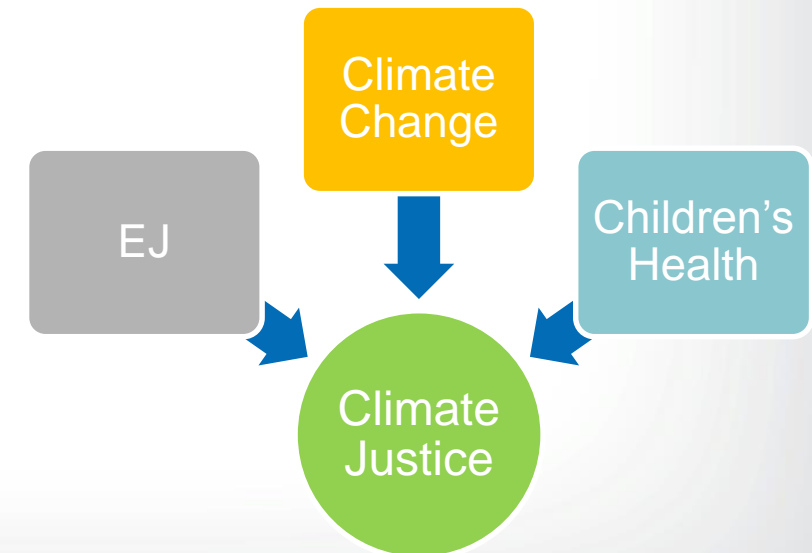 Climate
Change
EJ
Children’s
Health
Climate
Justice